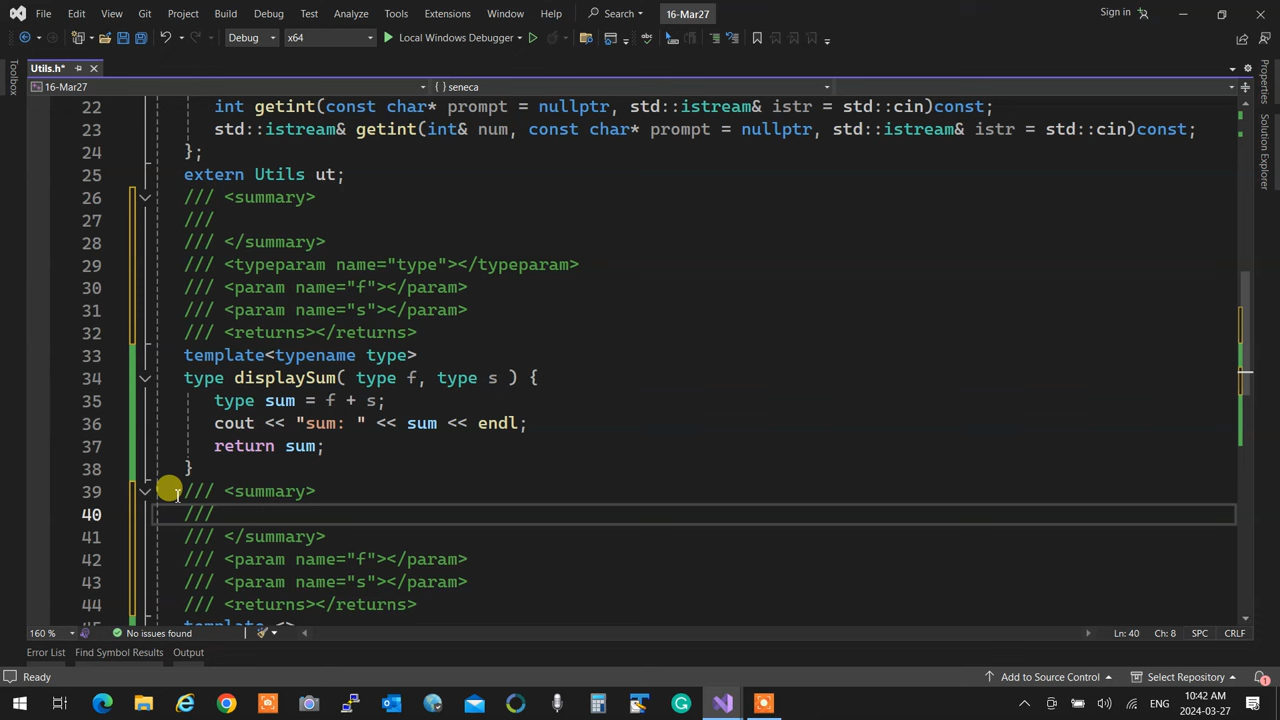 File Edit View Git Project Build Debug Test Analyze Tools Extensions Window Help Search 16-Mar27 Sign in
Debug x64 Local Windows Debugger
Utils.h*
16-Mar27 { } seneca
Toolbox
Properties
Solution Explorer
22 int getint(const char* prompt = nullptr, std::istream& istr = std::cin)const;
23 std::istream& getint(int& num, const char* prompt = nullptr, std::istream& istr = std::cin)const;
24 };
25 extern Utils ut;
26 /// <summary>
27 ///
28 /// </summary>
29 /// <typeparam name="type"></typeparam>
30 /// <param name="f"></param>
31 /// <param name="s"></param>
32 /// <returns></returns>
33 template<typename type>
34 type displaySum( type f, type s ) {
35 type sum = f + s;
36 cout << "sum: " << sum << endl;
37 return sum;
38 }
39 /// <summary>
40 ///
41 /// </summary>
42 /// <param name="f"></param>
43 /// <param name="s"></param>
44 /// <returns></returns>
template <>
160 % No issues found Ln: 40 Ch: 8 SPC CRLF
Error List Find Symbol Results Output
Ready Add to Source Control Select Repository 1
ENG 10:42 AM
2024-03-27